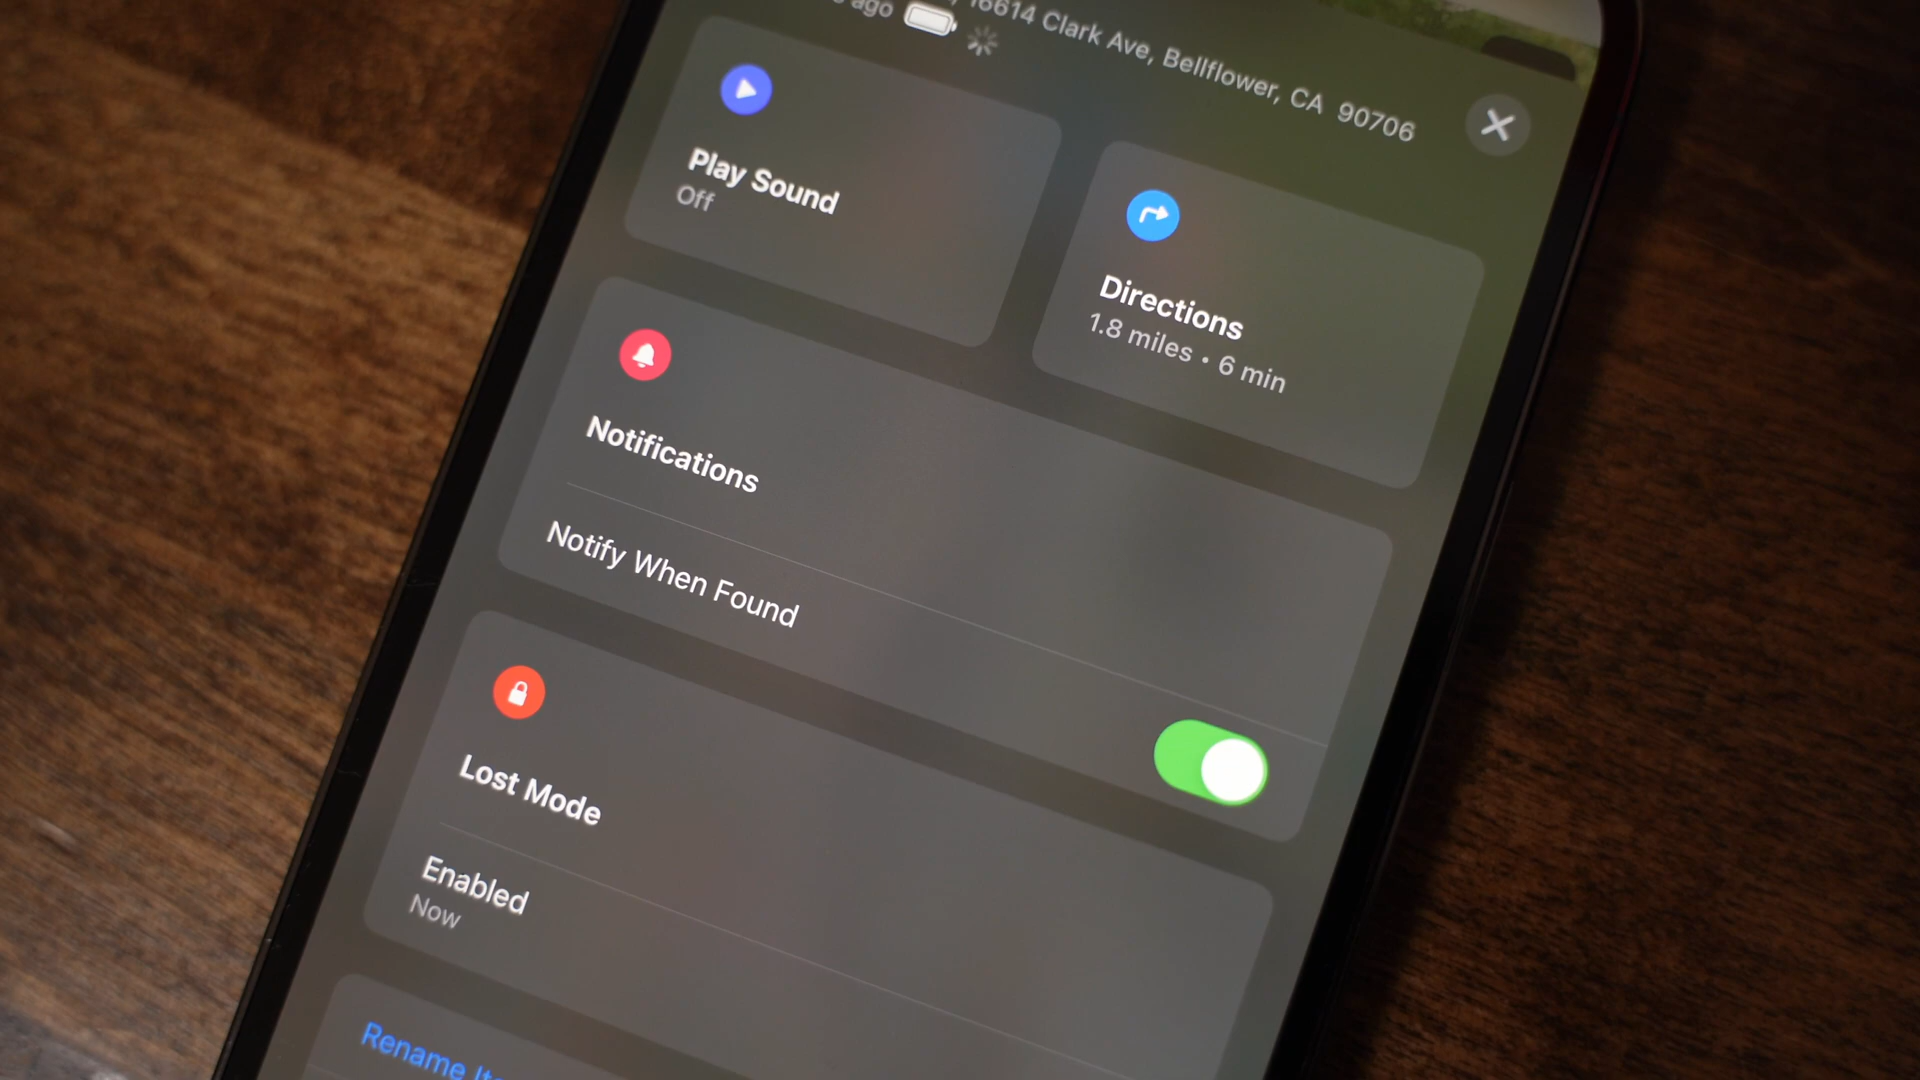 16614 Clark Ave, Bellflower, CA 90706
ago
Play Sound
Off
Directions
1.8 miles • 6 min
Notifications
Notify When Found
Lost Mode
Enabled
Now
Rename